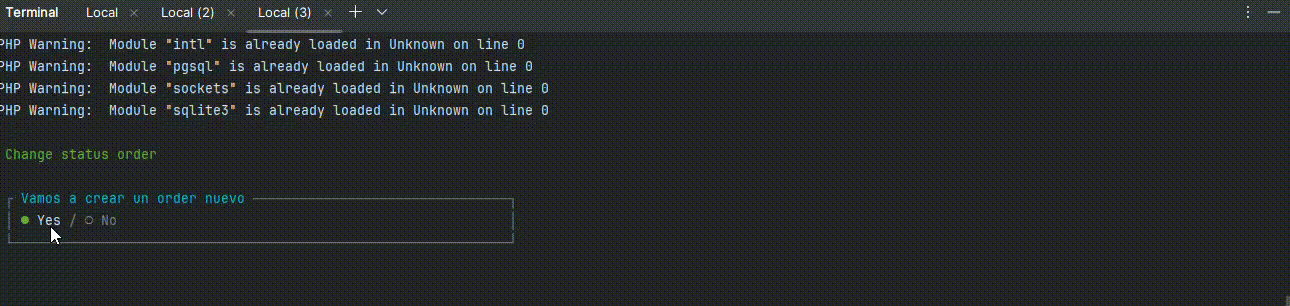 Terminal Local Local (2) Local (3)
PHP Warning:  Module "intl" is already loaded in Unknown on line 0
PHP Warning:  Module "pgsql" is already loaded in Unknown on line 0
PHP Warning:  Module "sockets" is already loaded in Unknown on line 0
PHP Warning:  Module "sqlite3" is already loaded in Unknown on line 0
Change status order
Vamos a crear un order nuevo
Yes / No